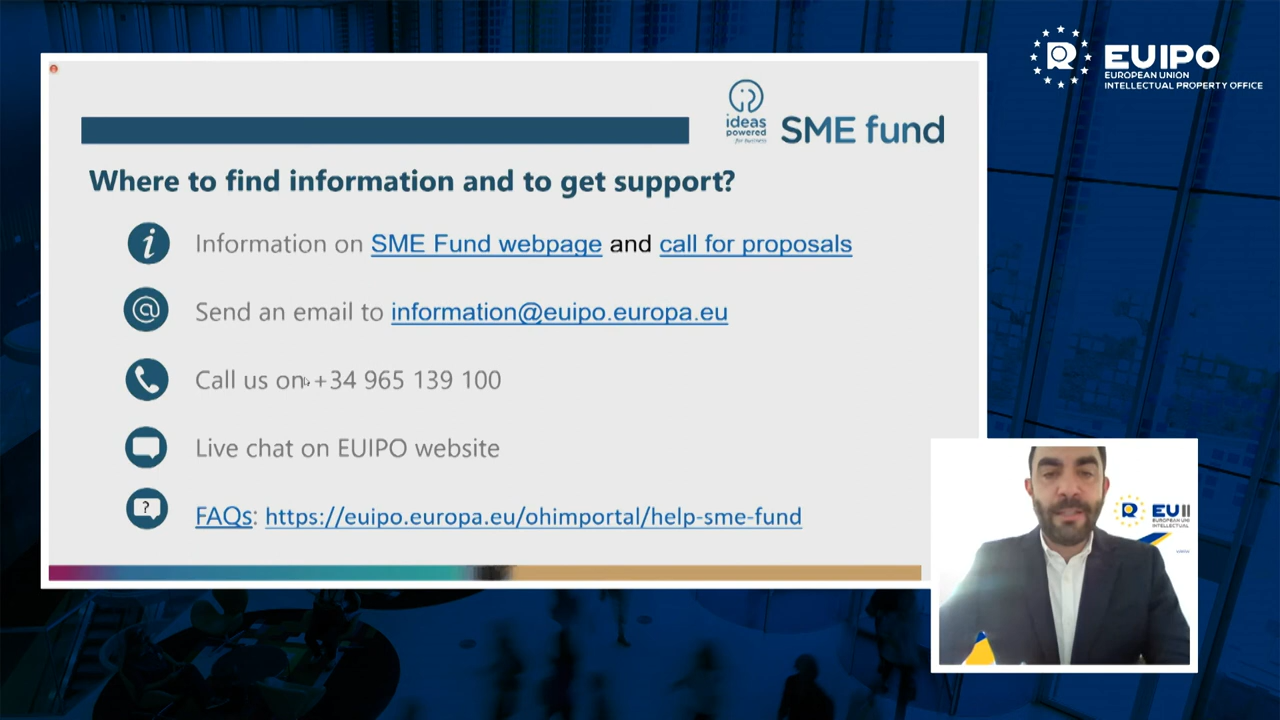 EUIPO
EUROPEAN UNION
INTELLECTUAL PROPERTY OFFICE
ideas
powered
for business
SME fund
Where to find information and to get support?
Information on SME Fund webpage and call for proposals
Send an email to information@euipo.europa.eu
Call us on +34 965 139 100
Live chat on EUIPO website
FAQs: https://euipo.europa.eu/ohimportal/help-sme-fund
EUI
EUROPEAN UNI
INTELLECTUAL